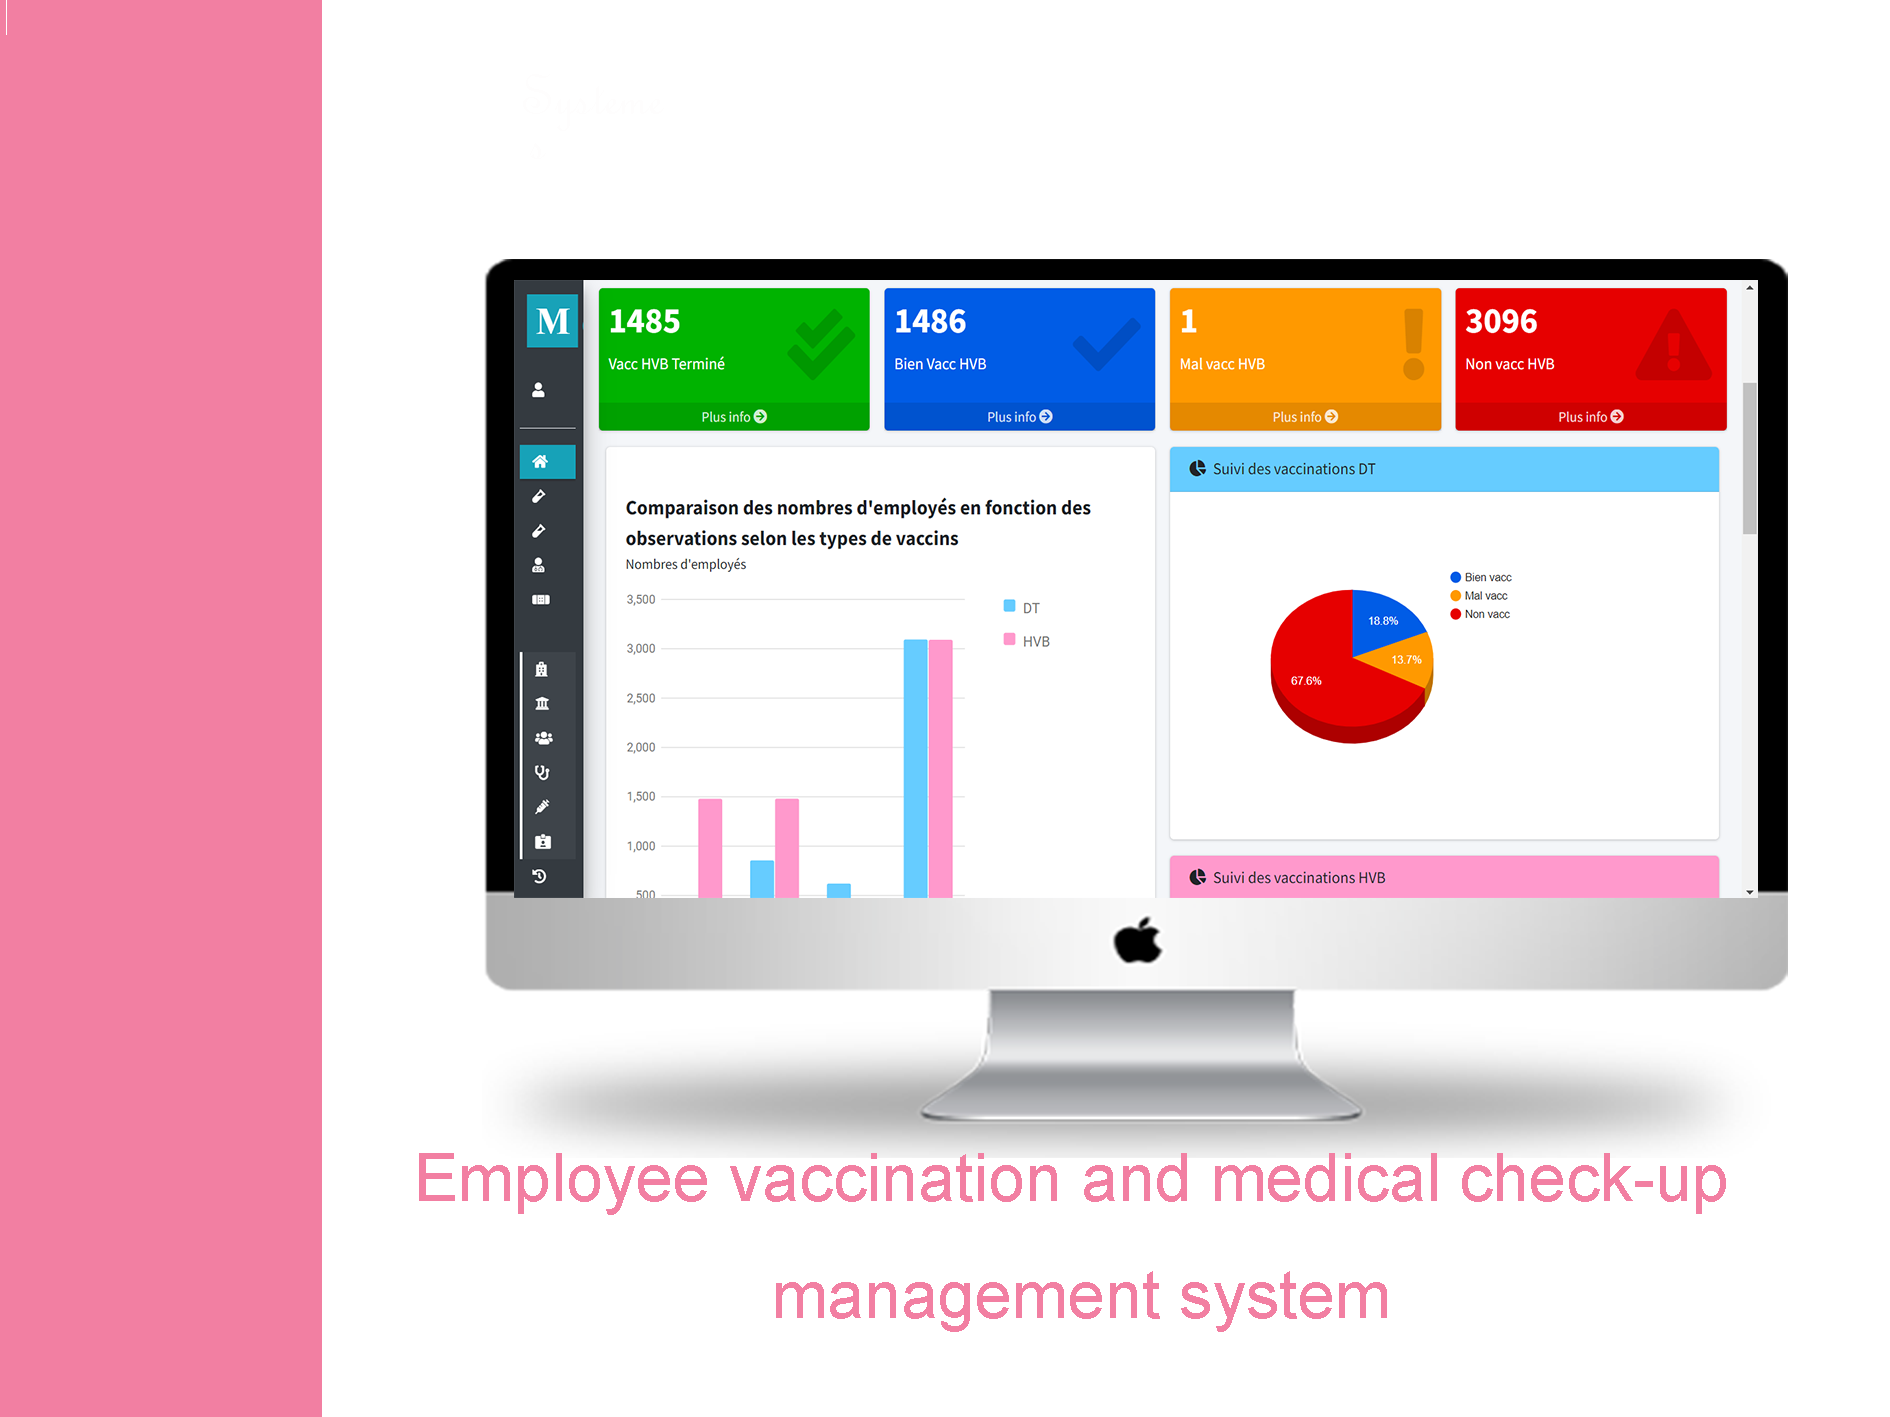 M
1485
Vacc HVB Terminé
Plus info
1486
Bien Vacc HVB
Plus info
1
Mal vacc HVB
Plus info
3096
Non vacc HVB
Plus info
Comparaison des nombres d'employés en fonction des
observations selon les types de vaccins
Nombres d'employés
3,500
3,000
2,500
2,000
1,500
1,000
500
DT
HVB
Suivi des vaccinations DT
Bien vacc
Mal vacc
Non vacc
18.8%
13.7%
67.6%
Suivi des vaccinations HVB
Employee vaccination and medical check-up
management system